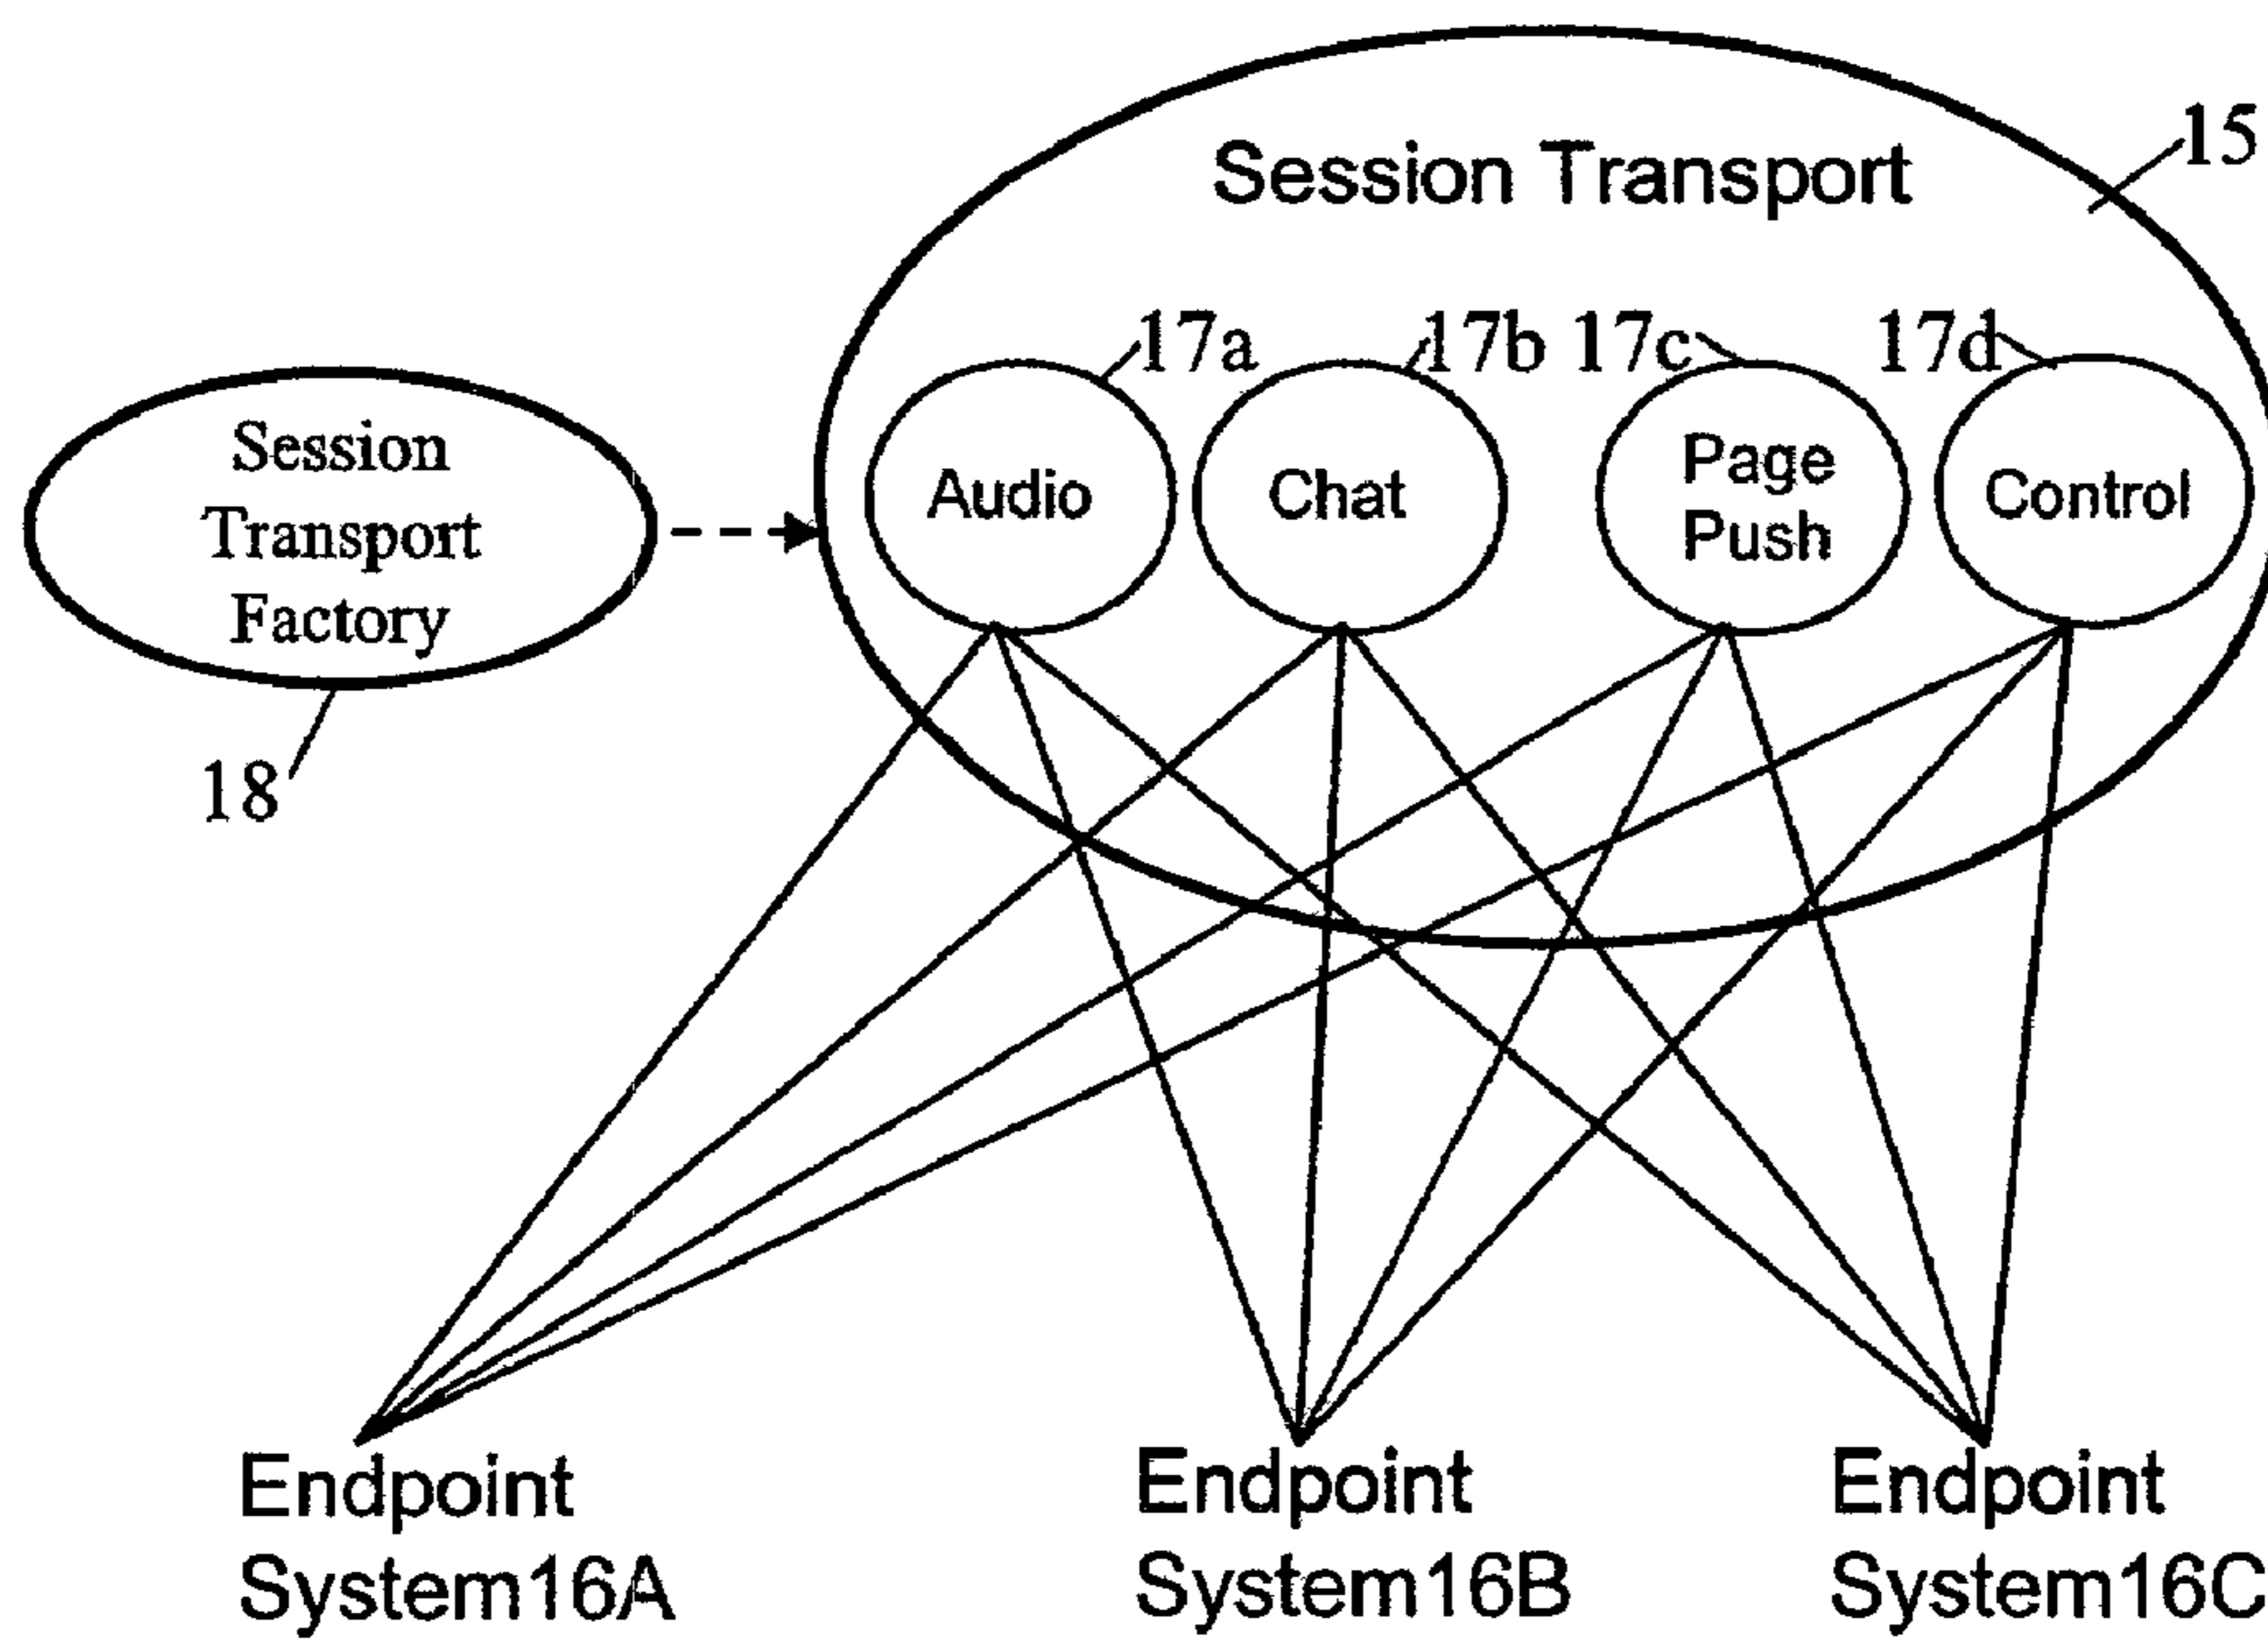 15
Session Transport
17a
17b
17c
17d
Session
Transport
Factory
Audio
Chat
Page
Push
Control
18
Endpoint
System16A
Endpoint
System16B
Endpoint
System16C